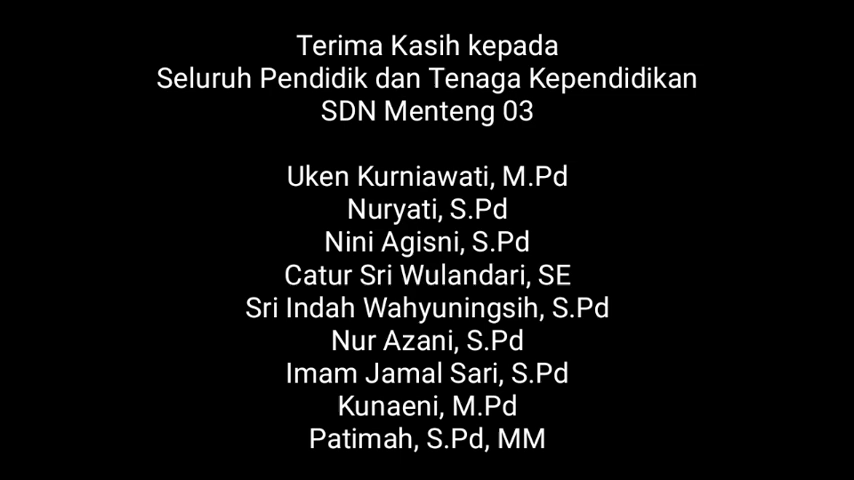 Terima Kasih kepada
Seluruh Pendidik dan Tenaga Kependidikan
SDN Menteng 03
Uken Kurniawati, M.Pd
Nuryati, S.Pd
Nini Agisni, S.Pd
Catur Sri Wulandari, SE
Sri Indah Wahyuningsih, S.Pd
Nur Azani, S.Pd
Imam Jamal Sari, S.Pd
Kunaeni, M.Pd
Patimah, S.Pd, MM